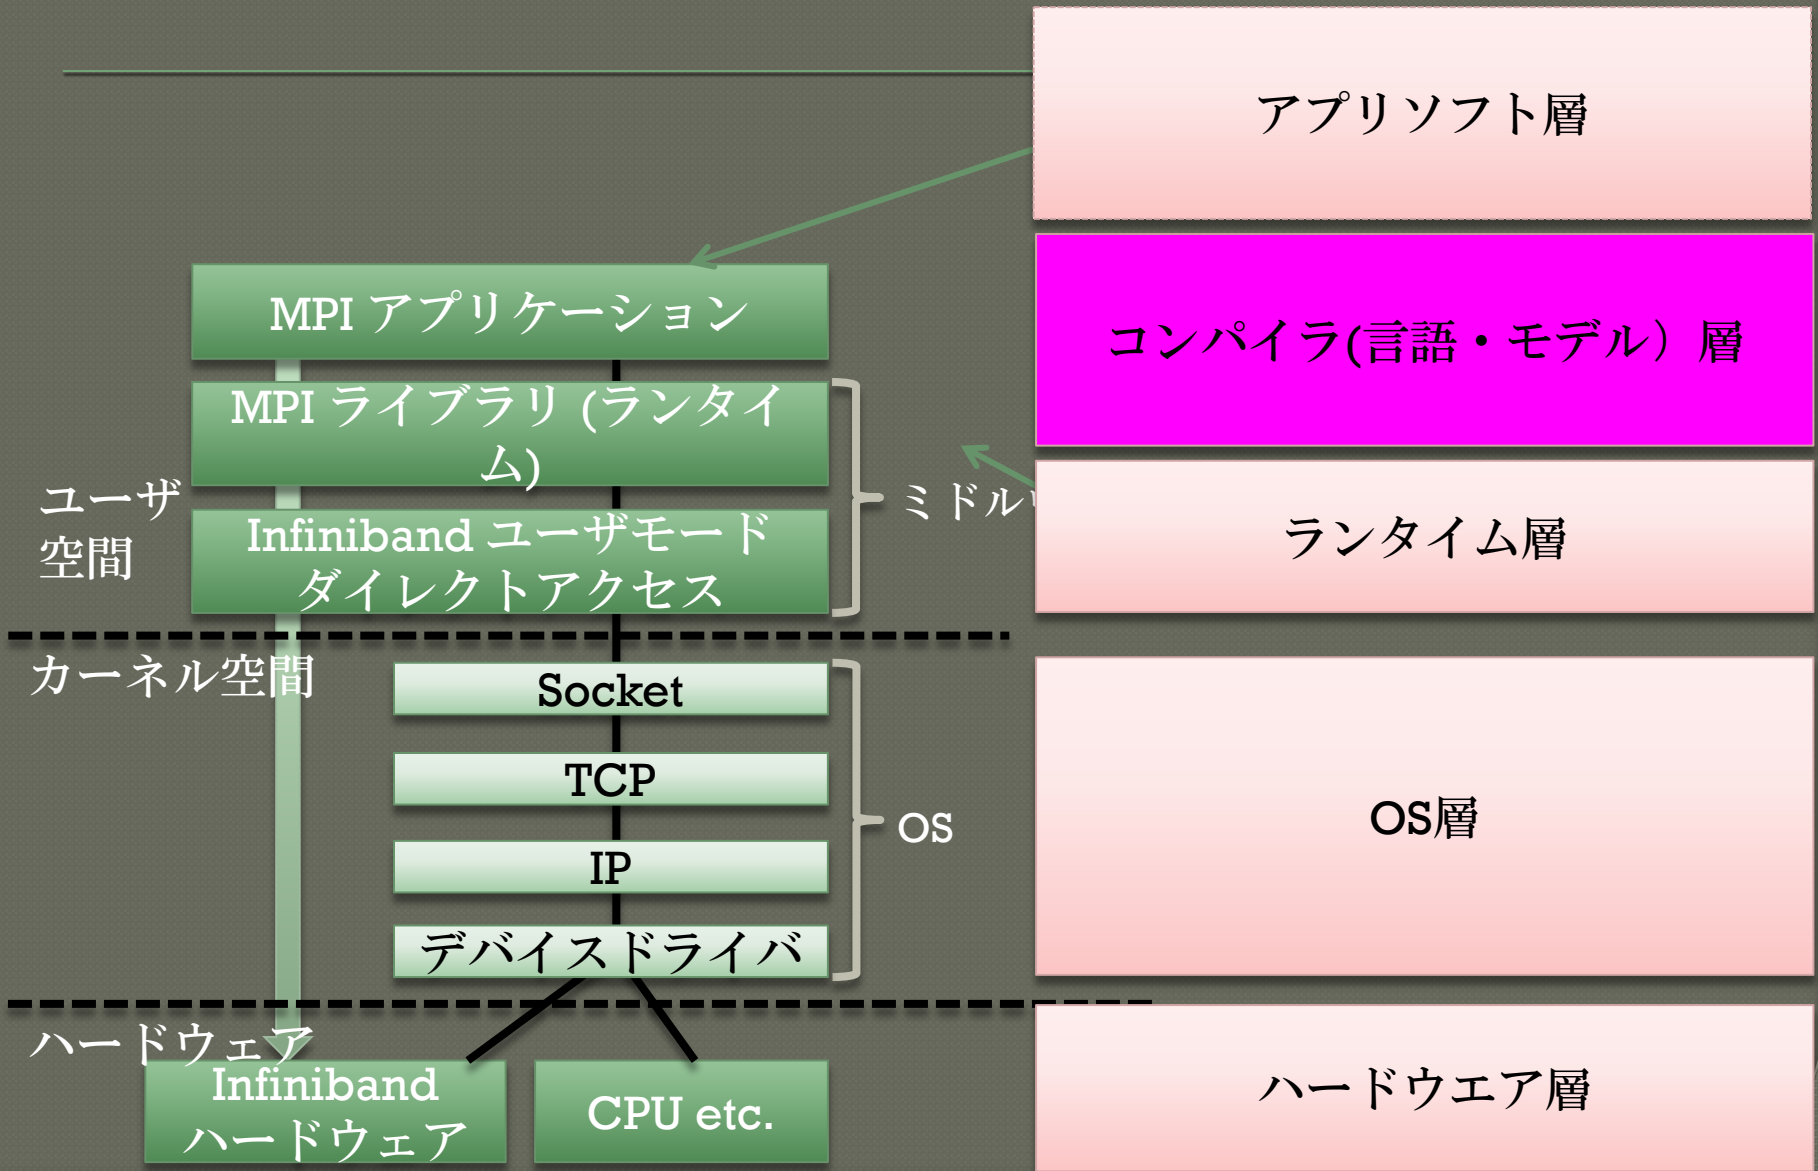 アプリソフト層
コンパイラ(言語・モデル）層
ランタイム層
OS層
ハードウエア層
MPI アプリケーション
MPI ライブラリ (ランタイ
ム)
Infiniband ユーザモード
ダイレクトアクセス
ユーザ
空間
ミドル
カーネル空間
Socket
TCP
IP
デバイスドライバ
OS
ハードウェア
Infiniband
ハードウェア
CPU etc.